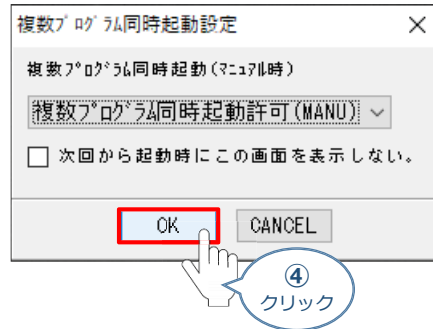 複数ﾌﾟﾛｸﾞﾗﾑ同時起動設定
複数ﾌﾟﾛｸﾞﾗﾑ同時起動(ﾏﾆｭｱﾙ時)
複数ﾌﾟﾛｸﾞﾗﾑ同時起動許可(MANU)
次回から起動時にこの画面を表示しない。
OK CANCEL
④
クリック